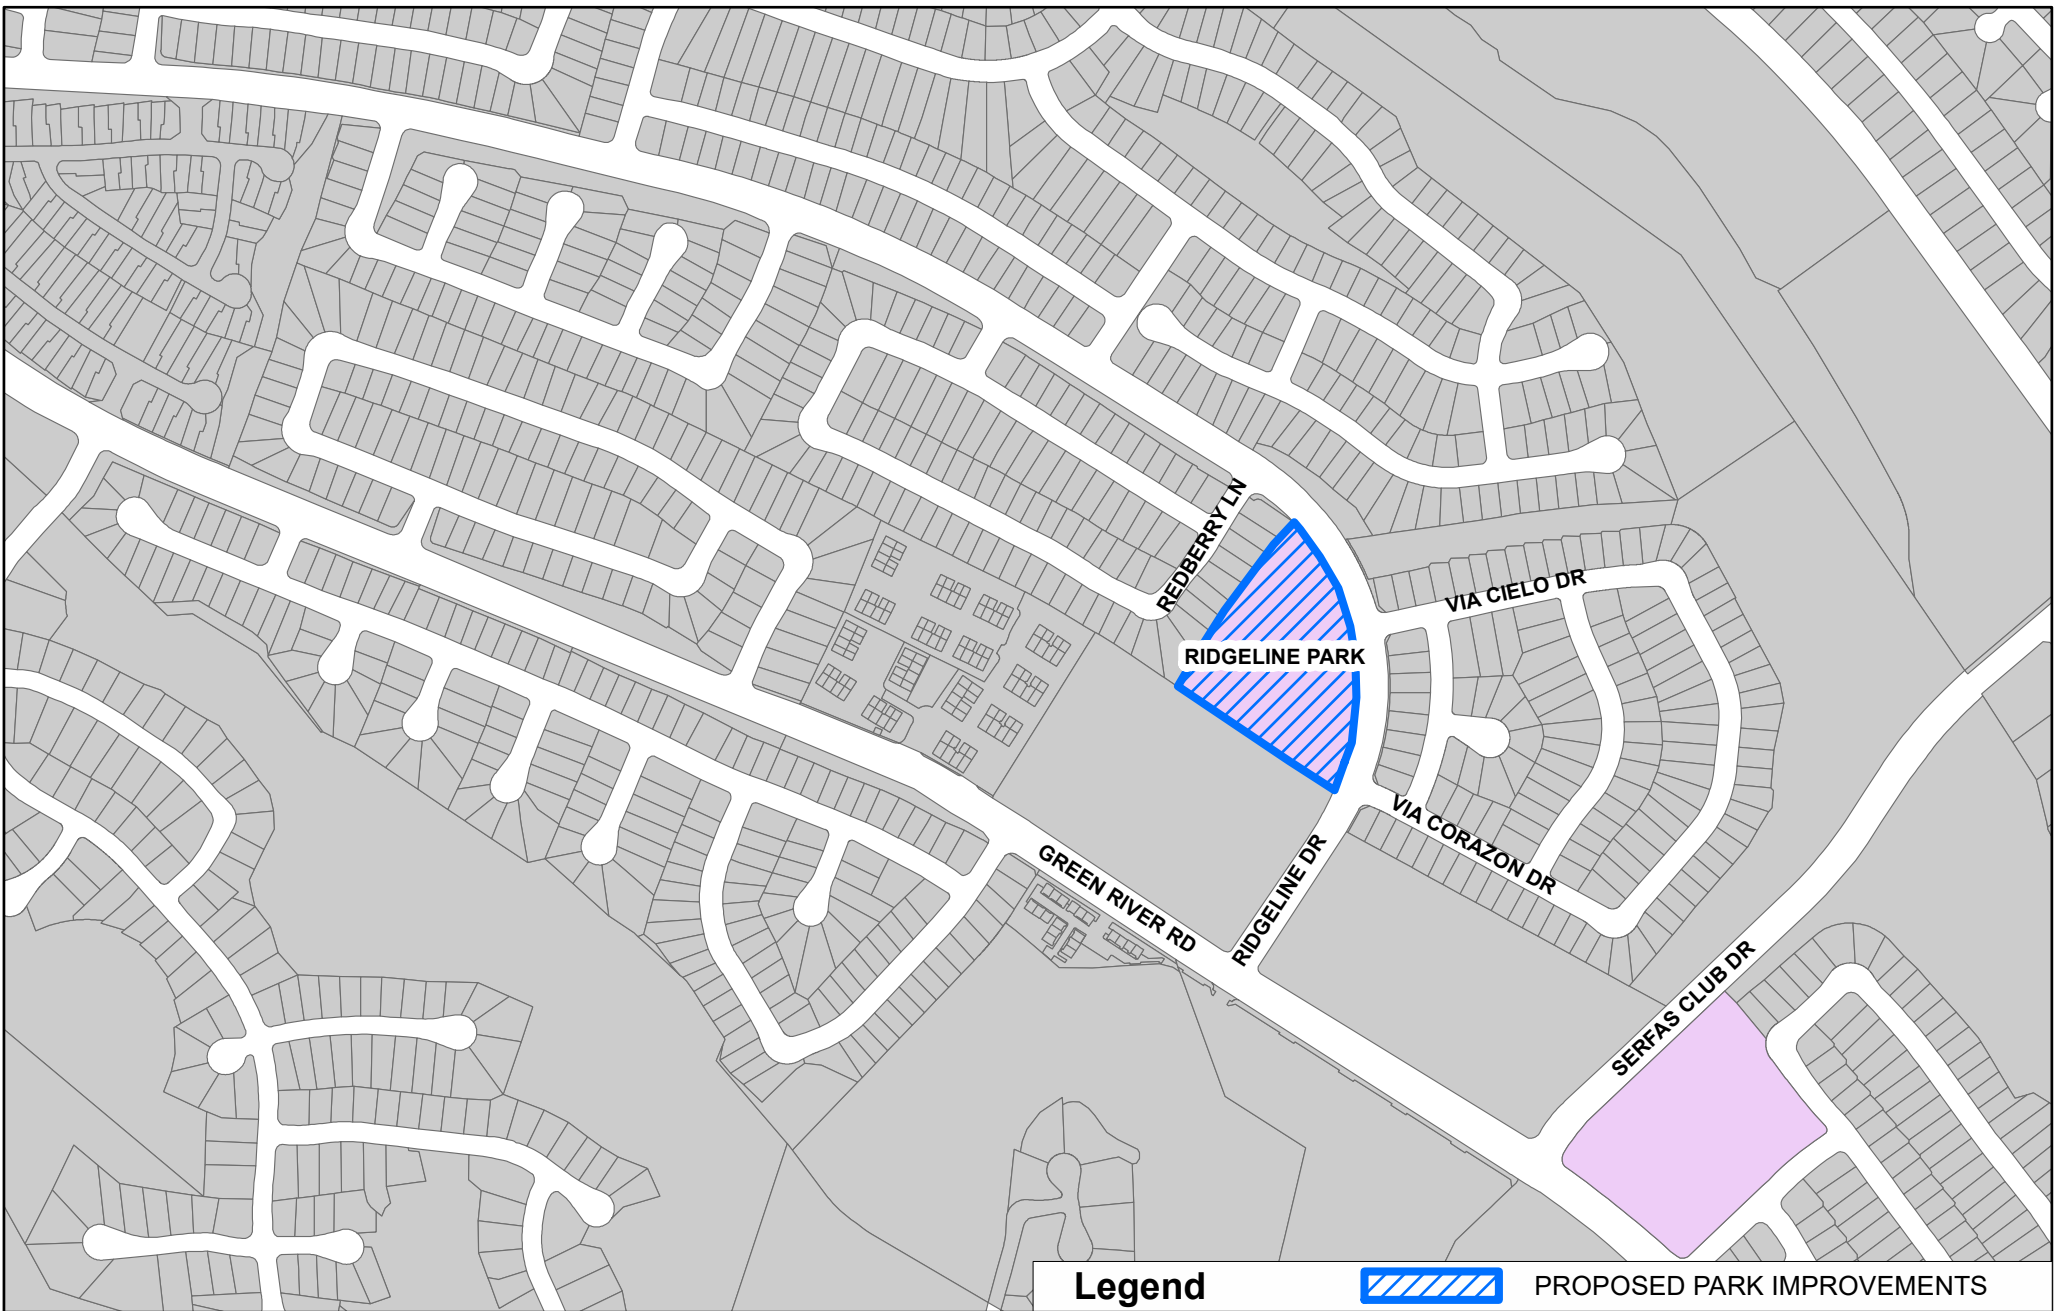 REDBERRY LN
VIA CIELO DR
RIDGELINE PARK
VIA CORAZON DR
GREEN RIVER RD
RIDGELINE DR
SERFAS CLUB DR
Legend
PROPOSED PARK IMPROVEMENTS